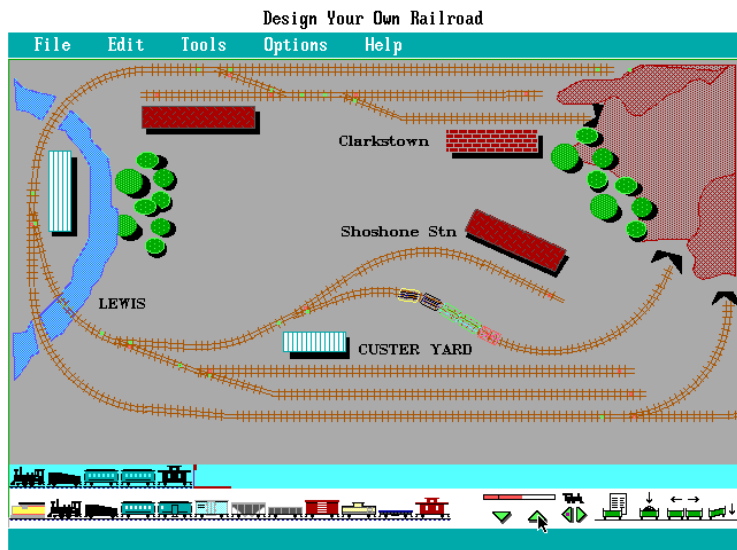 Design Your Own Railroad
File Edit Tools Options Help
Clarkstown
Shoshone Stn
LEWIS
CUSTER YARD